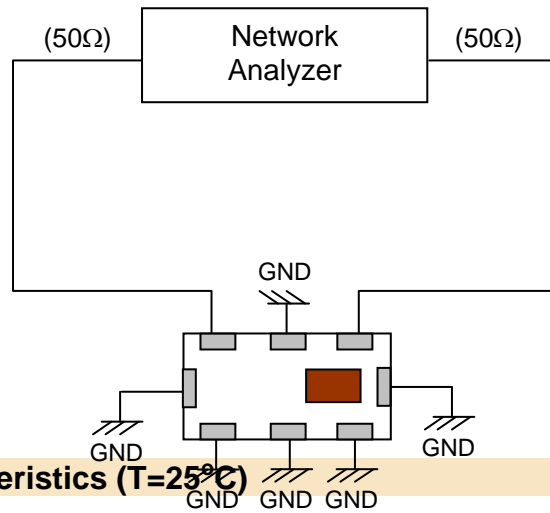 (50Ω)
Network
Analyzer
(50Ω)
GND
GND
GND
eristics (T=25°C)
GND
GND
GND